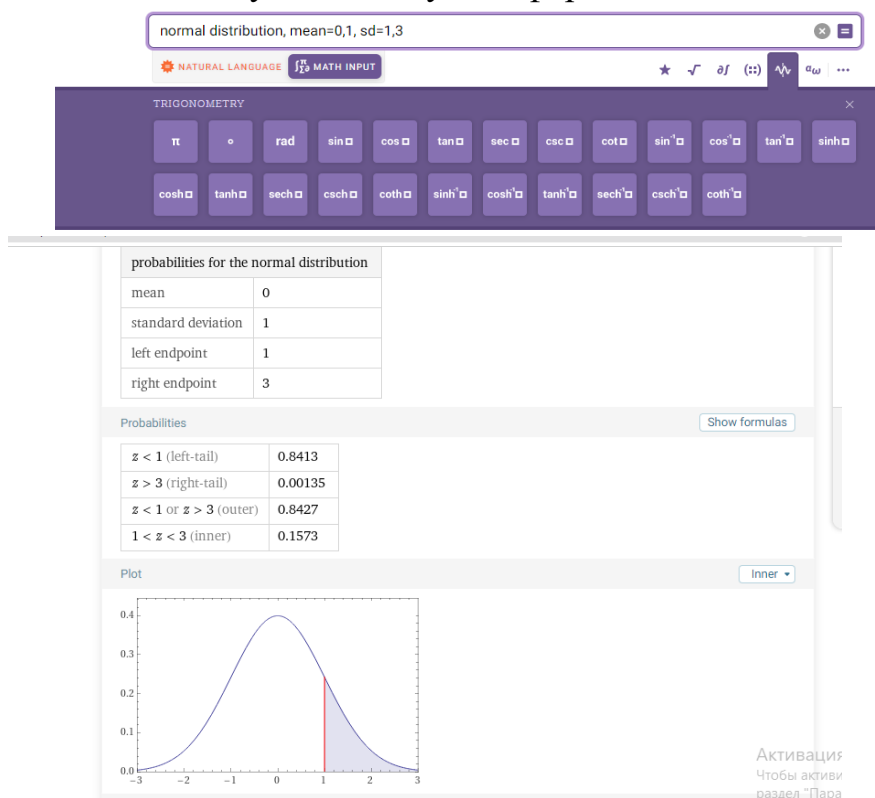 normal distribution, mean=0,1, sd=1,3
NATURAL LANGUAGE MATH INPUT
αω
TRIGONOMETRY
π ° rad sin cos tan sec csc cot sin⁻¹ cos⁻¹ tan⁻¹ sinh
cosh tanh sech csch coth sinh⁻¹ cosh⁻¹ tanh⁻¹ sech⁻¹ csch⁻¹ coth⁻¹
probabilities for the normal distribution
mean 0
standard deviation 1
left endpoint 1
right endpoint 3
Probabilities Show formulas
z < 1 (left-tail) 0.8413
z > 3 (right-tail) 0.00135
z < 1 or z > 3 (outer) 0.8427
1 < z < 3 (inner) 0.1573
Plot Inner
0.4
0.3
0.2
0.1
0.0
-3 -2 -1 0 1 2 3
Активация
Чтобы активи
раздел "Пара